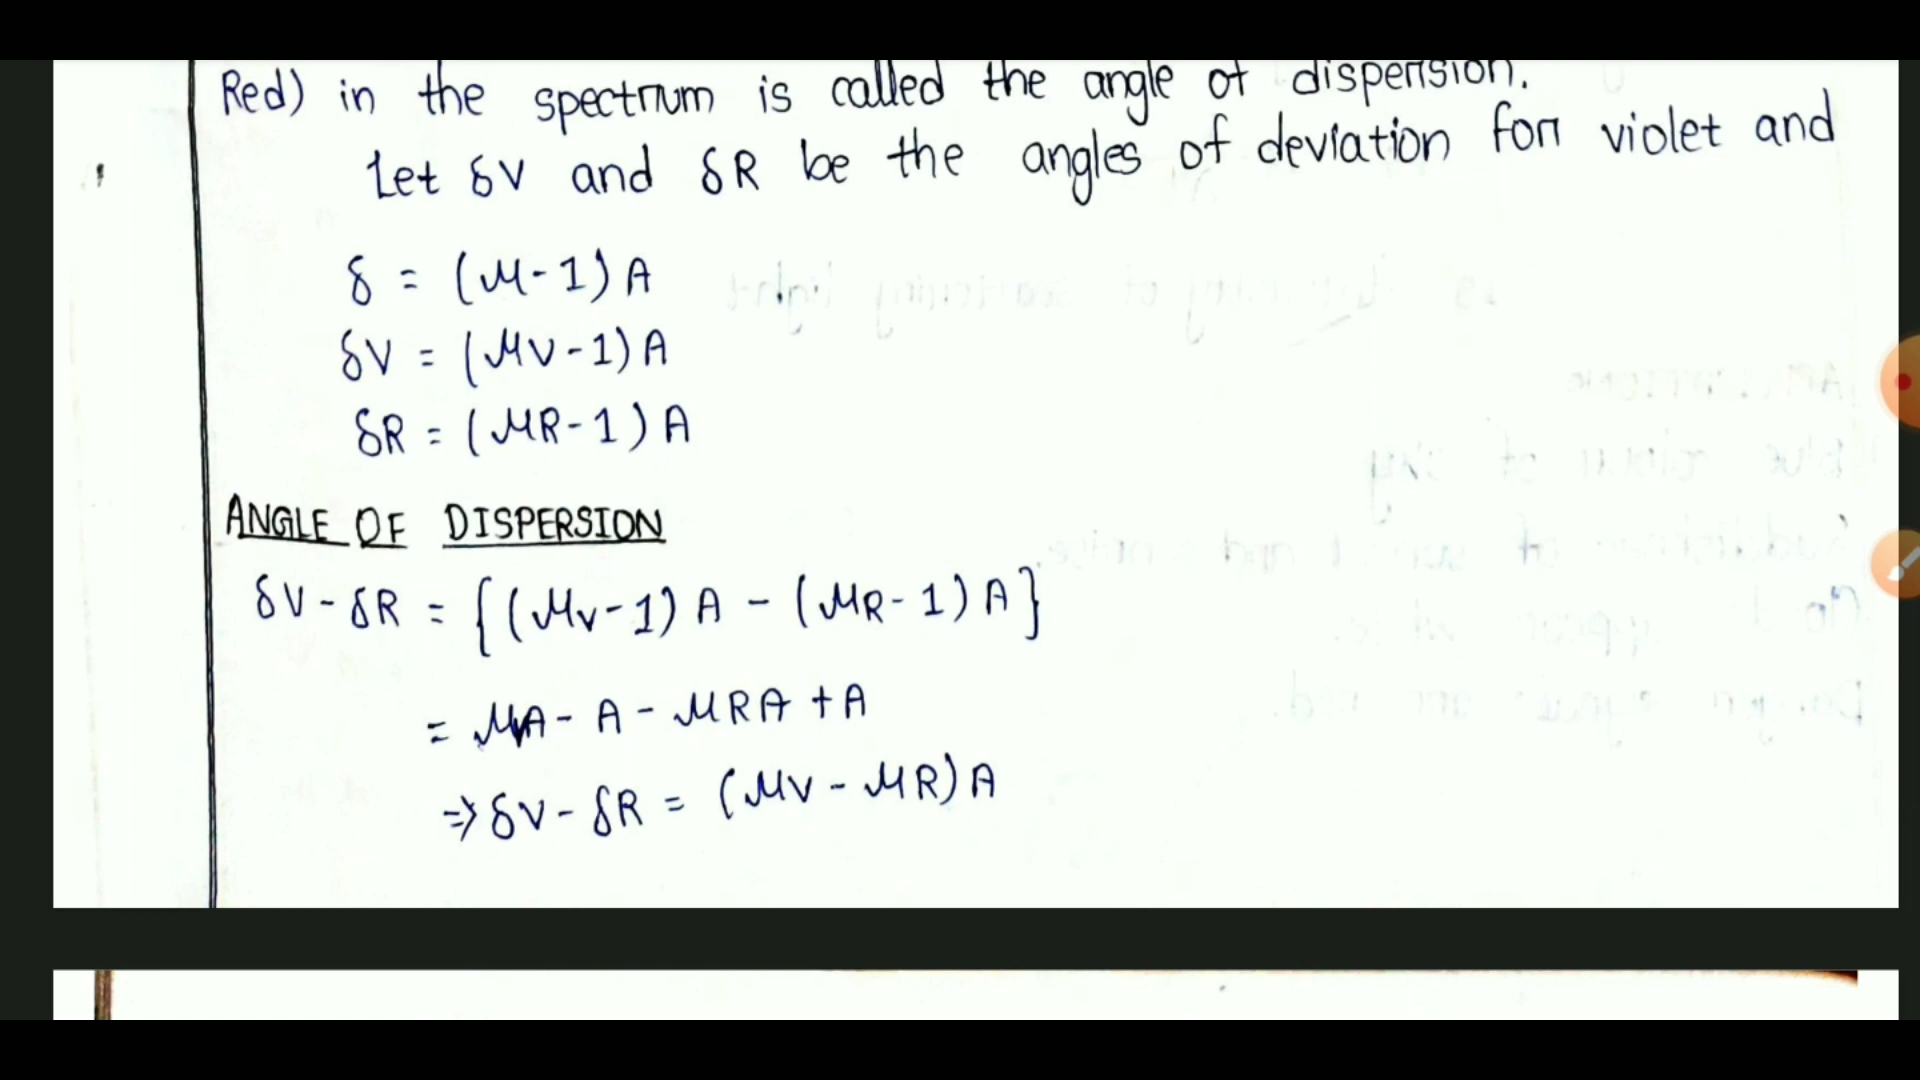 Red) in the spectrum is called the angle of dispersion.
Let δV and δR be the angles of deviation for violet and
δ = (μ-1) A
δV = (μV-1) A
δR = (μR-1) A
ANGLE OF DISPERSION
δV-δR = {(μV-1) A - (μR-1) A}
= μVA - A - μRA + A
⇒ δV-δR = (μV - μR) A